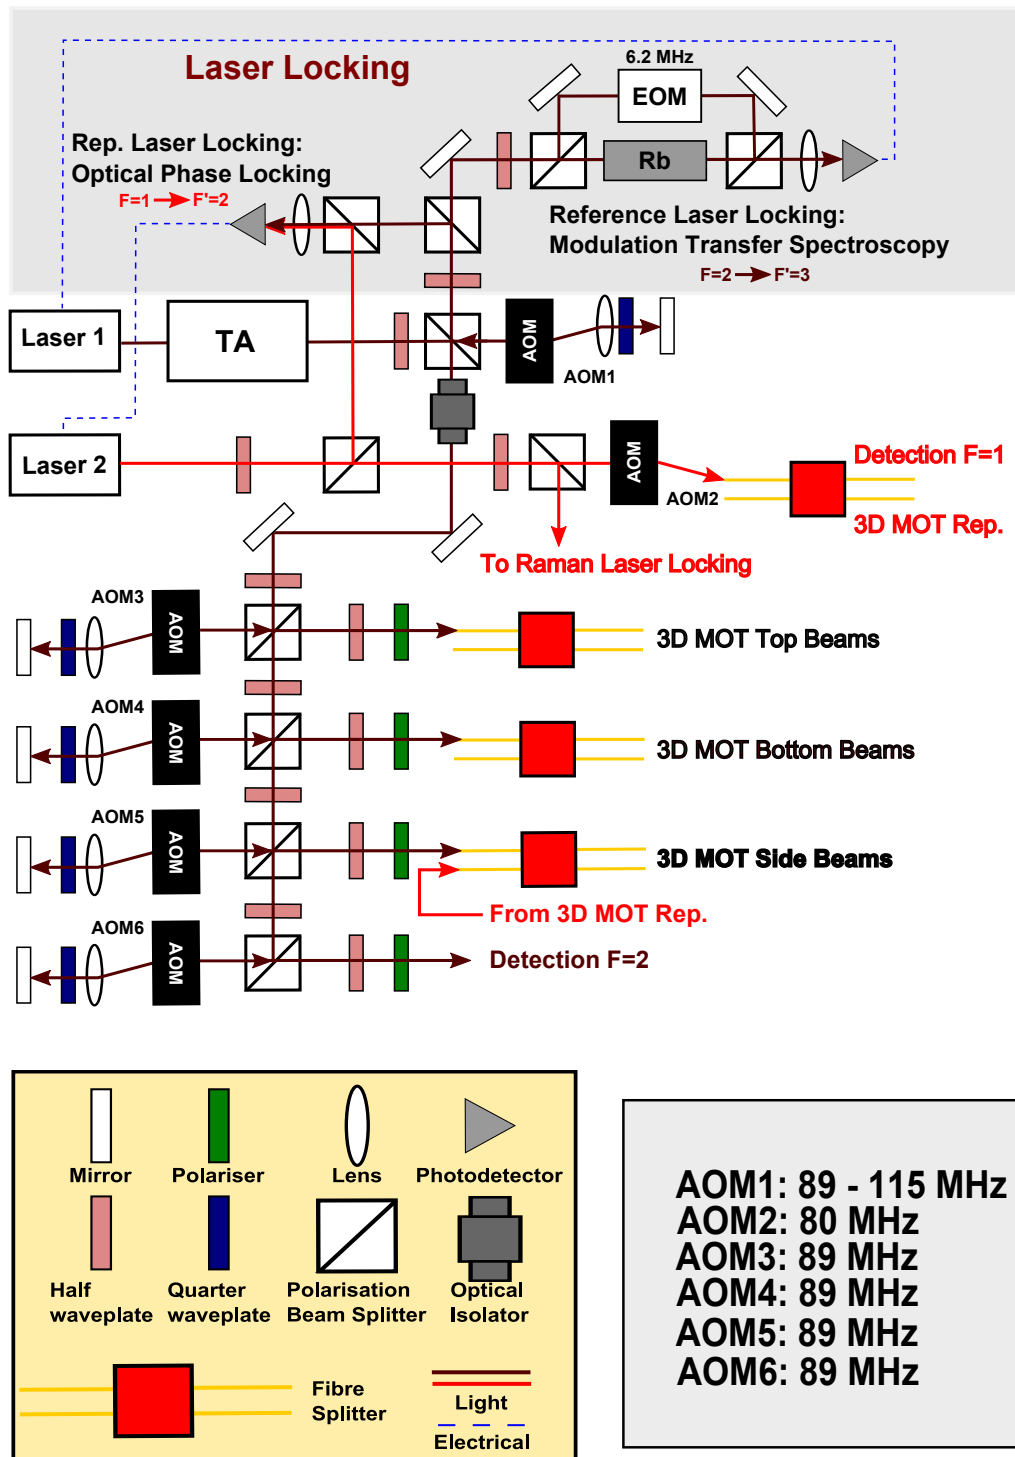 Laser Locking
6.2 MHz
EOM
Rb
Rep. Laser Locking:
Optical Phase Locking
F=1 F'=2
Reference Laser Locking:
Modulation Transfer Spectroscopy
F=2 F'=3
Laser 1
TA
AOM
AOM1
Laser 2
AOM
AOM2
Detection F=1
3D MOT Rep.
To Raman Laser Locking
AOM3
AOM
3D MOT Top Beams
AOM4
AOM
3D MOT Bottom Beams
AOM5
AOM
3D MOT Side Beams
From 3D MOT Rep.
AOM6
AOM
Detection F=2
Mirror
Polariser
Lens
Photodetector
Half
waveplate
Quarter
waveplate
Polarisation
Beam Splitter
Optical
Isolator
Fibre
Splitter
Light
Electrical
AOM1: 89 - 115 MHz
AOM2: 80 MHz
AOM3: 89 MHz
AOM4: 89 MHz
AOM5: 89 MHz
AOM6: 89 MHz